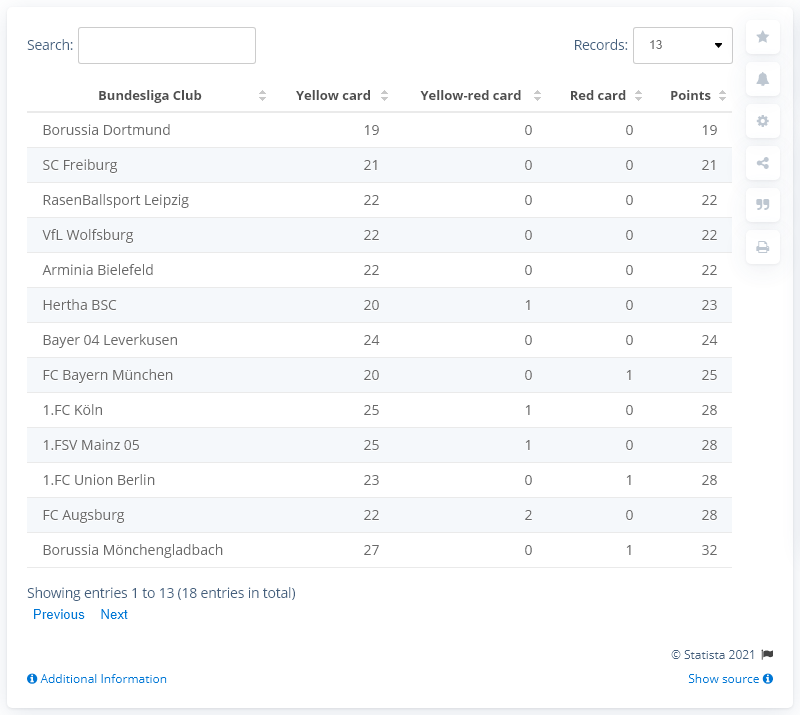 Search: Records: 13
Bundesliga Club Yellow card Yellow-red card Red card Points
Borussia Dortmund 19 0 0 19
SC Freiburg 21 0 0 21
RasenBallsport Leipzig 22 0 0 22
VfL Wolfsburg 22 0 0 22
Arminia Bielefeld 22 0 0 22
Hertha BSC 20 1 0 23
Bayer 04 Leverkusen 24 0 0 24
FC Bayern München 20 0 1 25
1.FC Köln 25 1 0 28
1.FSV Mainz 05 25 1 0 28
1.FC Union Berlin 23 0 1 28
FC Augsburg 22 2 0 28
Borussia Mönchengladbach 27 0 1 32
Showing entries 1 to 13 (18 entries in total)
Previous Next
© Statista 2021
Additional Information Show source